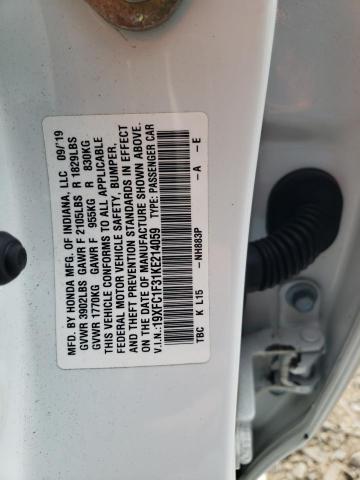 MFD. BY HONDA MFG. OF INDIANA, LLC 09/19
GVWR 3902LBS GAWR F 2105LBS R 1829LBS
GVWR 1770KG GAWR F 955KG R 830KG
THIS VEHICLE CONFORMS TO ALL APPLICABLE
FEDERAL MOTOR VEHICLE SAFETY, BUMPER,
AND THEFT PREVENTION STANDARDS IN EFFECT
ON THE DATE OF MANUFACTURE SHOWN ABOVE.
V.I.N.:19XFC1F31KE214059 TYPE: PASSENGER CAR
-NH883P -A -E
TBC K L15